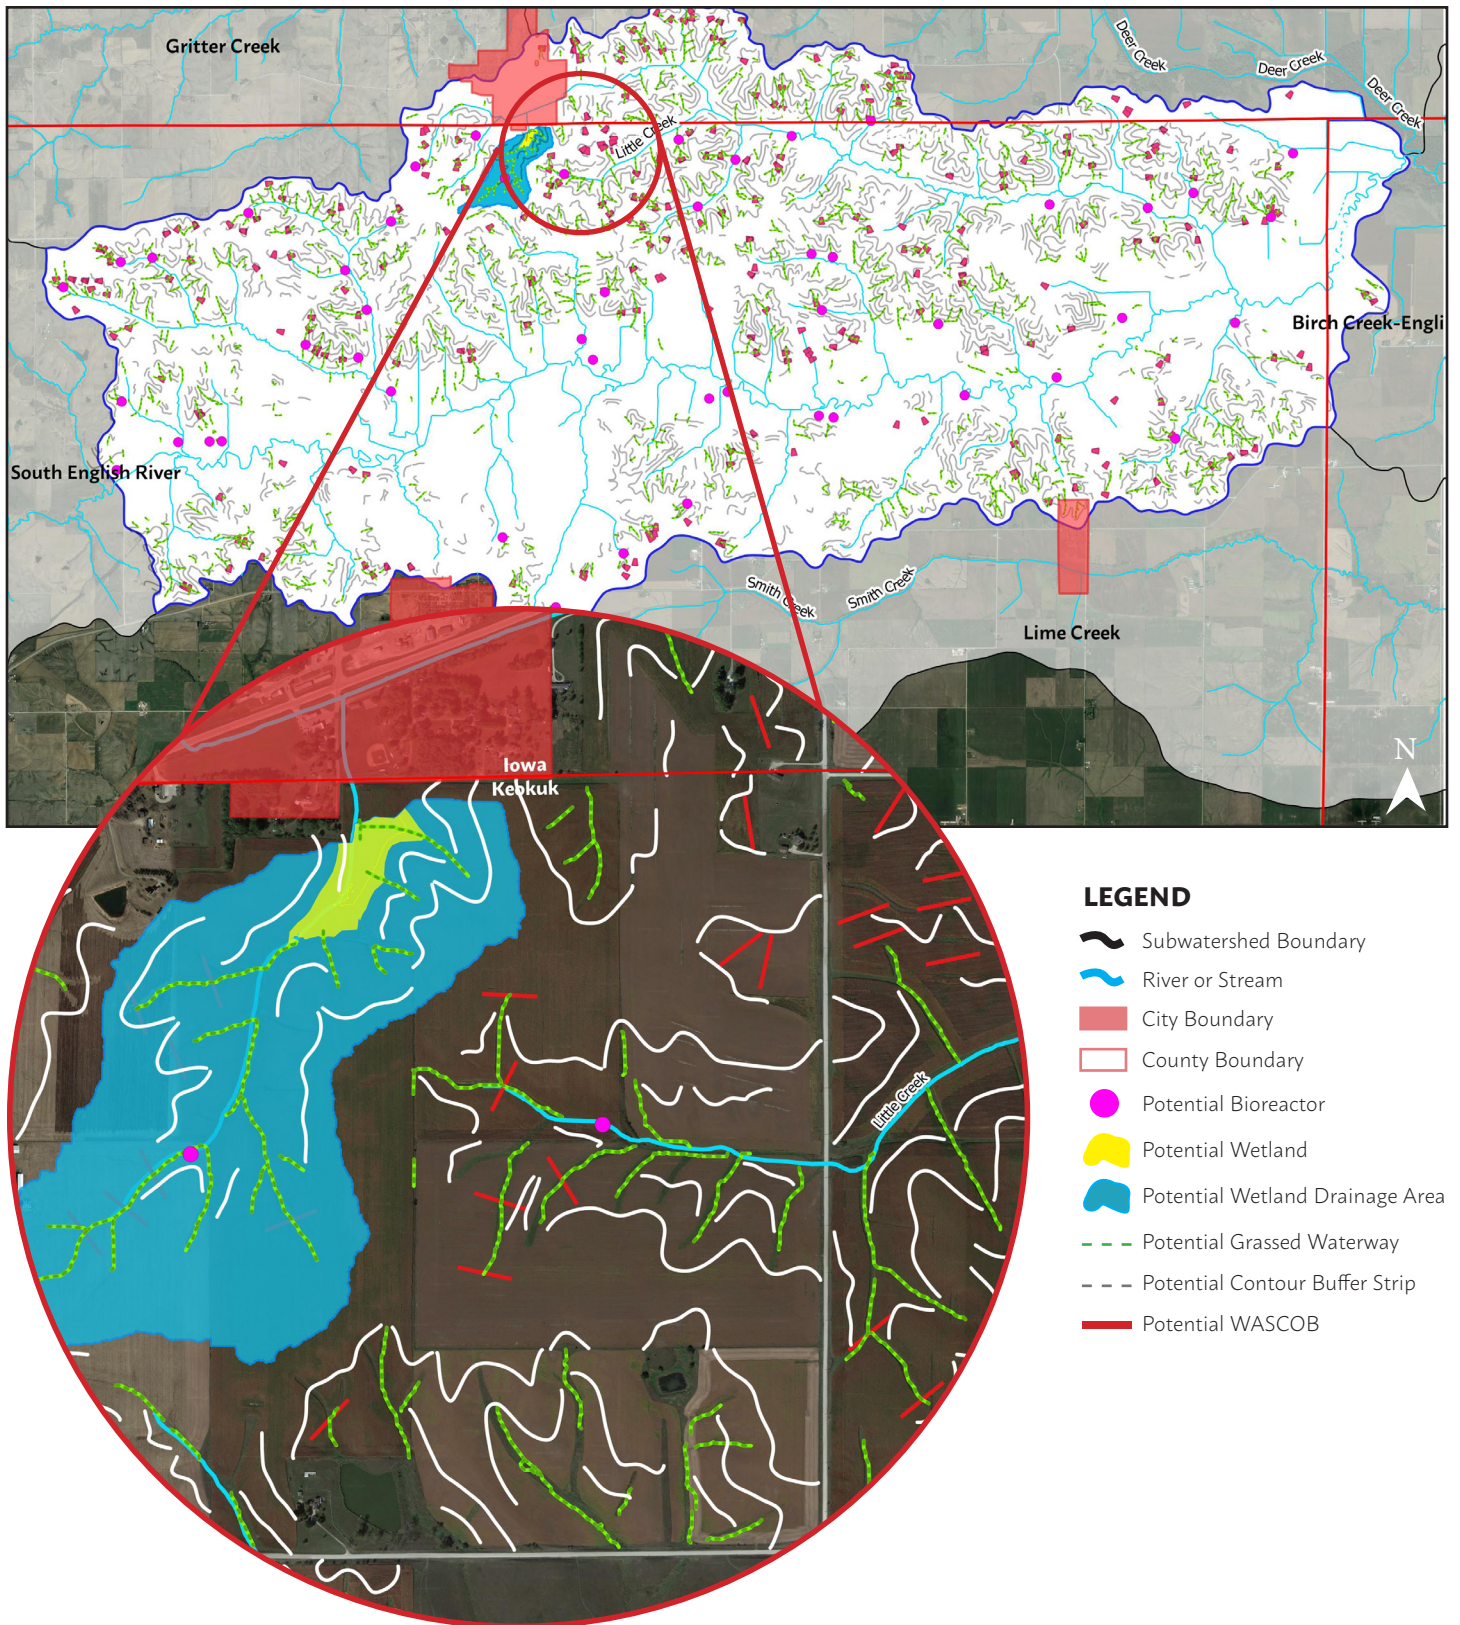 Gritter Creek
Deer Creek
Deer Creek
Deer Creek
Little Creek
Birch Creek-Engli
South English River
Smith Creek
Smith Creek
Lime Creek
N
Iowa
Keokuk
Little Creek
LEGEND
Subwatershed Boundary
River or Stream
City Boundary
County Boundary
Potential Bioreactor
Potential Wetland
Potential Wetland Drainage Area
Potential Grassed Waterway
Potential Contour Buffer Strip
Potential WASCOB